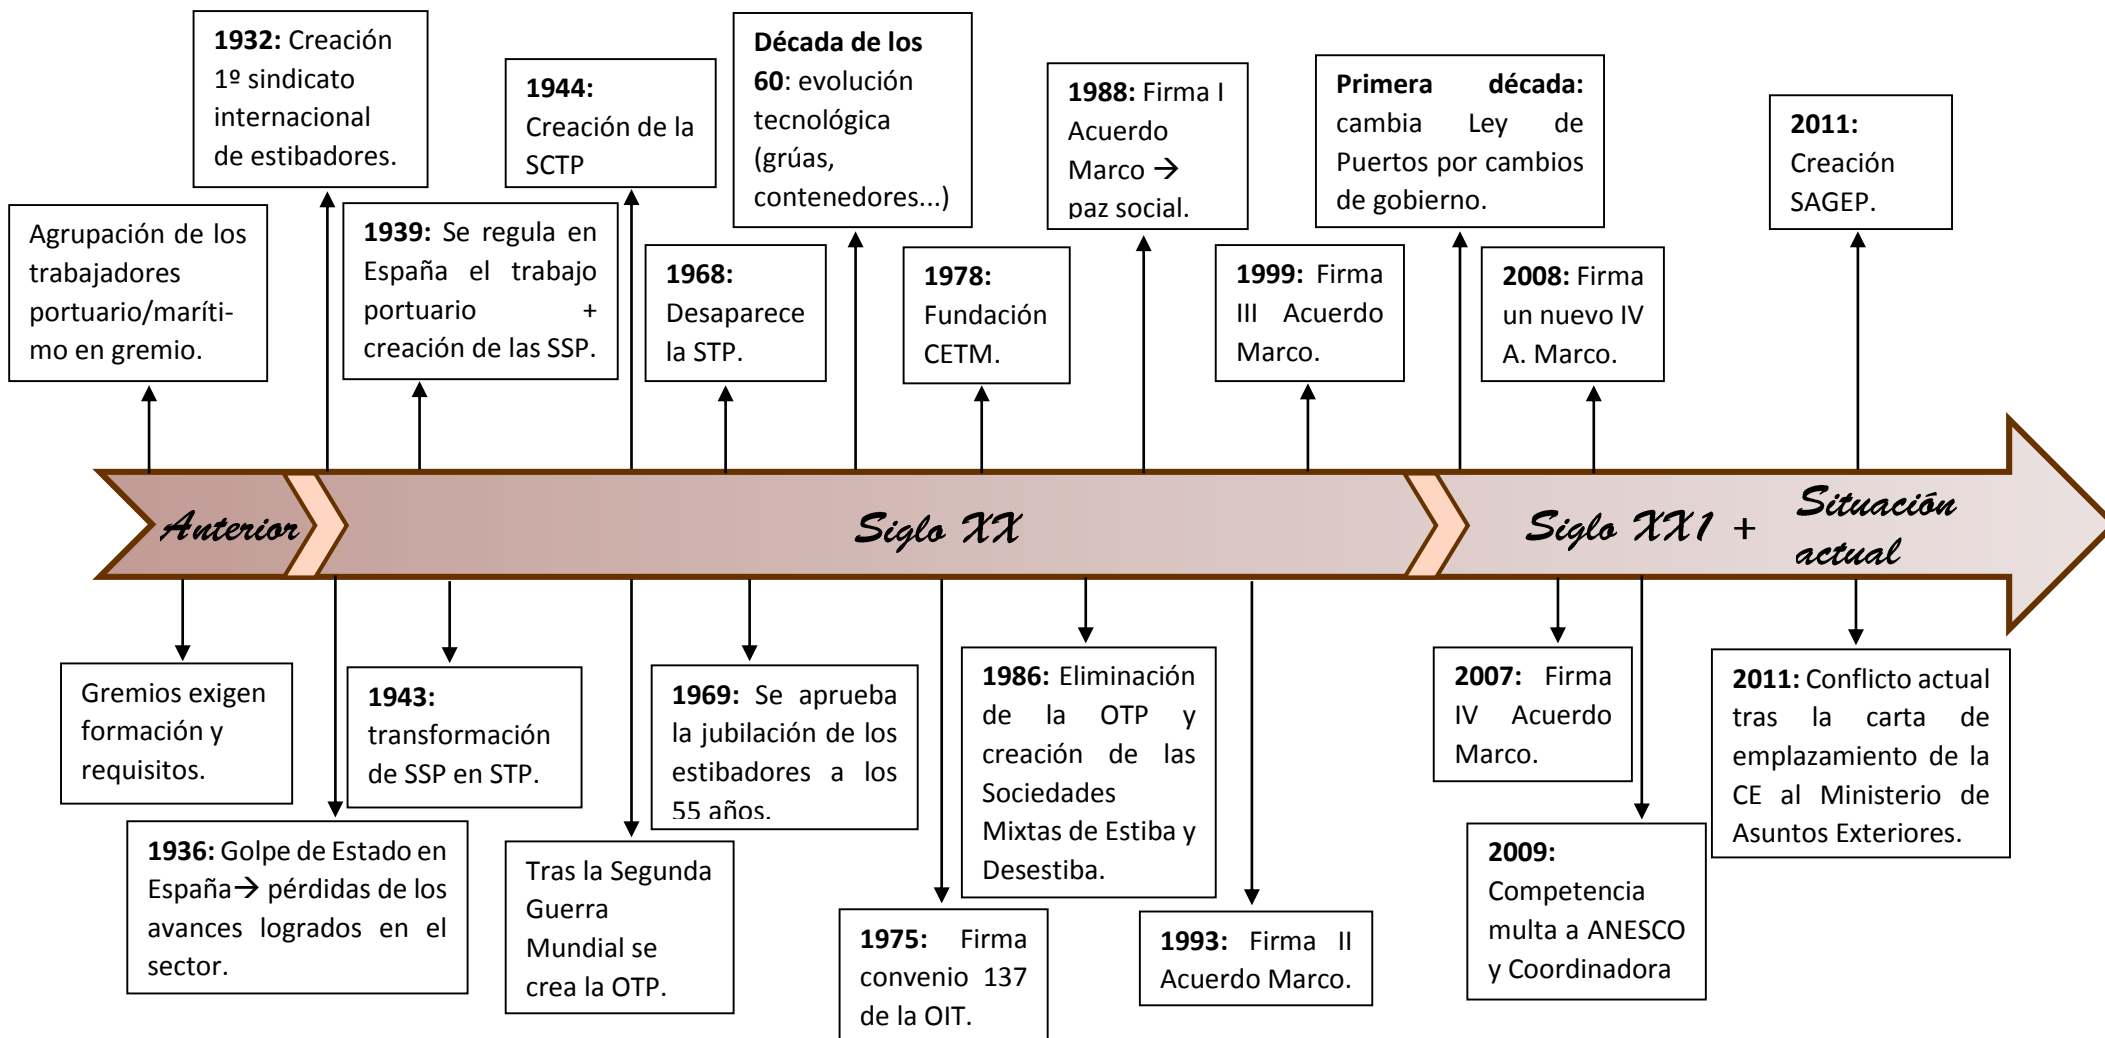 1932: Creación
1º sindicato
internacional
de estibadores.
1944:
Creación de la
SCTP
Década de los
60: evolución
tecnológica
(grúas,
contenedores...)
1988: Firma I
Acuerdo
Marco →
paz social.
Primera década:
cambia Ley de
Puertos por cambios
de gobierno.
2011:
Creación
SAGEP.
Agrupación de los
trabajadores
portuario/maríti-
mo en gremio.
1939: Se regula en
España el trabajo
portuario +
creación de las SSP.
1968:
Desaparece
la STP.
1978:
Fundación
CETM.
1999: Firma
III Acuerdo
Marco.
2008: Firma
un nuevo IV
A. Marco.
Anterior
Siglo XX
Siglo XX1 +
Situación
actual
Gremios exigen
formación y
requisitos.
1943:
transformación
de SSP en STP.
1969: Se aprueba
la jubilación de los
estibadores a los
55 años.
1986: Eliminación
de la OTP y
creación de las
Sociedades
Mixtas de Estiba y
Desestiba.
2007: Firma
IV Acuerdo
Marco.
2011: Conflicto actual
tras la carta de
emplazamiento de la
CE al Ministerio de
Asuntos Exteriores.
1936: Golpe de Estado en
España→ pérdidas de los
avances logrados en el
sector.
Tras la Segunda
Guerra
Mundial se
crea la OTP.
1975: Firma
convenio 137
de la OIT.
1993: Firma II
Acuerdo Marco.
2009:
Competencia
multa a ANESCO
y Coordinadora